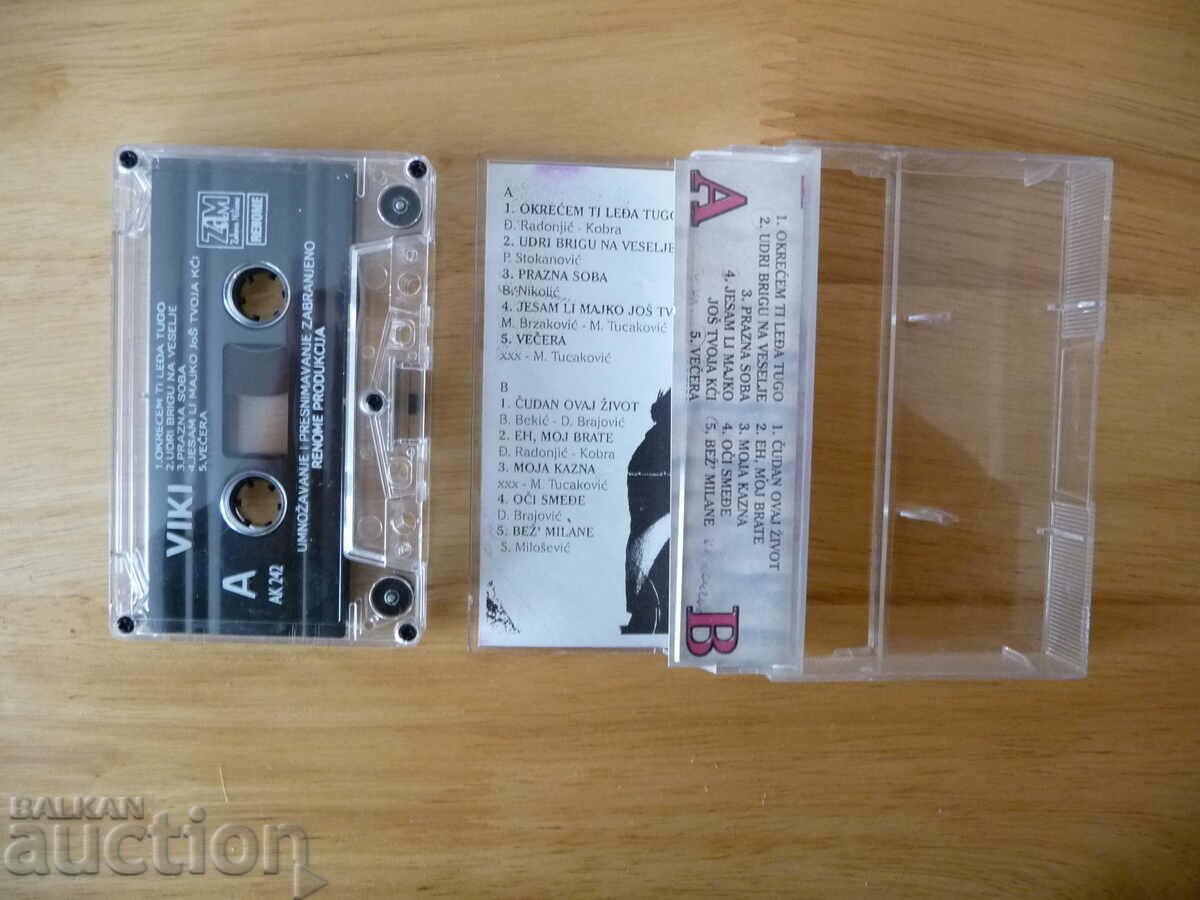 VIKI
A
AK 242
1.OKREĆEM TI LEĐA TUGO
2.UDRI BRIGU NA VESELJE
3.PRAZNA SOBA
4.JESAM LI MAJKO JoŠ TVOJA KĆI
5.VEČERA
ZAM
RENOME
UMNOŽAVANJE I PRESNIMAVANJE ZABRANJENO
RENOME PRODUKCIJA
A
1. OKREĆEM TI LEĐA TUGO
Đ. Radonjić - Kobra
2. UDRI BRIGU NA VESELJE
P. Stokanović
3. PRAZNA SOBA
B. Nikolić
4. JESAM LI MAJKO JOŠ TV
M. Brzaković - M. Tucaković
5. VEČERA
xxx - M. Tucaković
B
1. ČUDAN OVAJ ŽIVOT
B. Bekić - D. Brajović
2. EH, MOJ BRATE
Đ. Radonjić - Kobra
3. MOJA KAZNA
xxx - M. Tucaković
4. OČI SMEĐE
D. Brajović
5. BEŽ' MILANE
S. Milošević
A
1. OKREĆEM TI LEĐA TUGO
2. UDRI BRIGU NA VESELJE
3. PRAZNA SOBA
4. JESAM LI MAJKO
JOŠ TVOJA KĆI
5. VEČERA
1. ČUDAN OVAJ ŽIVOT
2. EH, MOJ BRATE
3. MOJA KAZNA
4. OČI SMEĐE
5. BEŽ' MILANE
B
BALKAN
auction